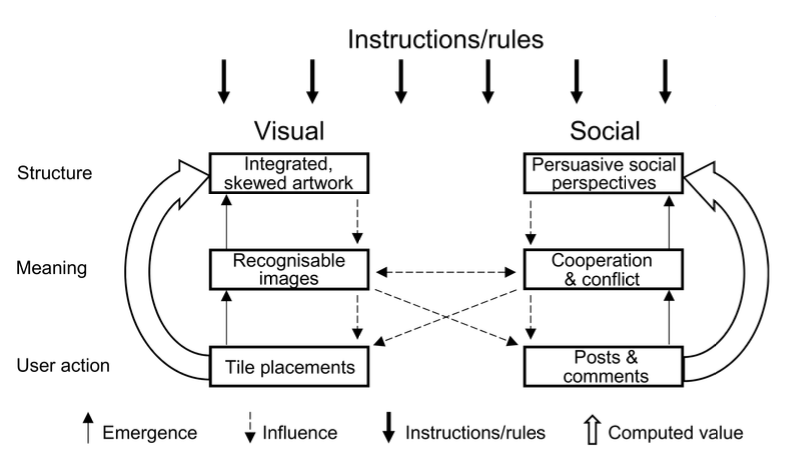 Instructions/rules
Visual
Social
Structure
Integrated,
skewed artwork
Persuasive social
perspectives
Meaning
Recognisable
images
Cooperation
& conflict
User action
Tile placements
Posts &
comments
Emergence
Influence
Instructions/rules
Computed value